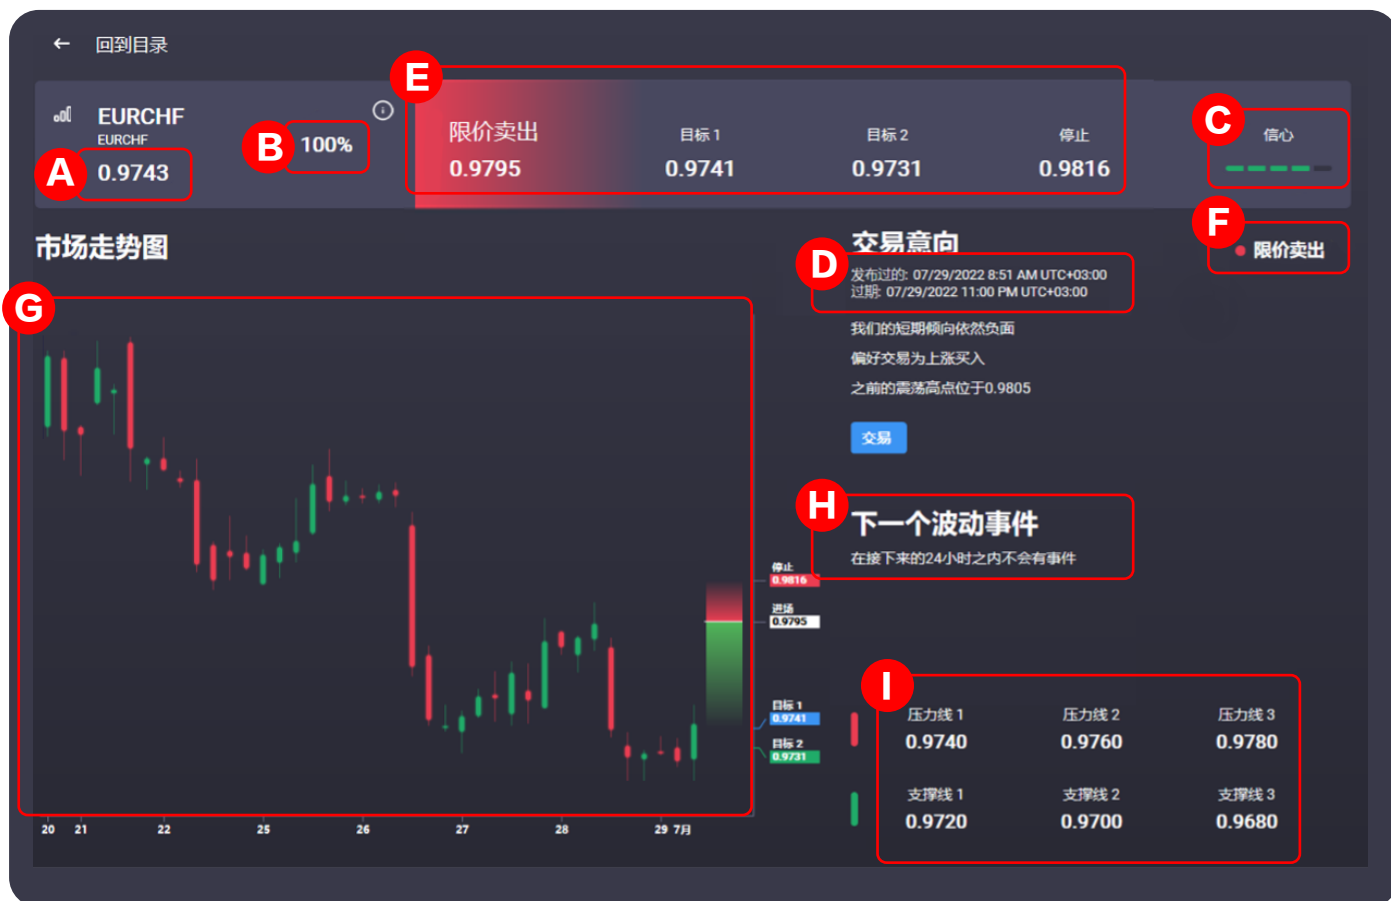 ← 回到目录
E
C
EURCHF
EURCHF
B
100%
限价卖出
目标 1
目标 2
停止
信心
A
0.9743
0.9795
0.9741
0.9731
0.9816
F
市场走势图
交易意向
限价卖出
D
发布过的: 07/29/2022 8:51 AM UTC+03:00
过期: 07/29/2022 11:00 PM UTC+03:00
G
我们的短期倾向依然负面
偏好交易为上涨买入
之前的震荡高点位于0.9805
交易
H
下一个波动事件
在接下来的24小时之内不会有事件
停止
0.9816
进场
0.9795
目标 1
0.9741
目标 2
0.9731
I
压力线 1
压力线 2
压力线 3
0.9740
0.9760
0.9780
支撑线 1
支撑线 2
支撑线 3
0.9720
0.9700
0.9680
20 21 22 25 26 27 28 29 7月